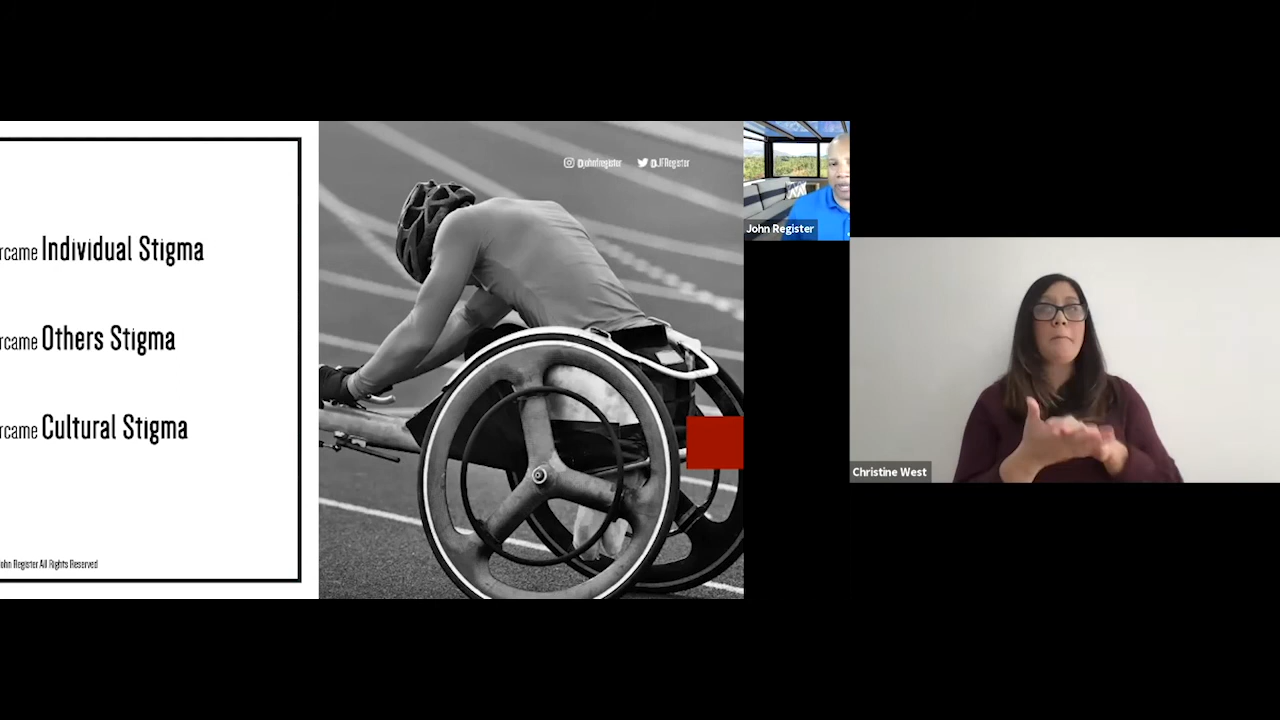 rcame Individual Stigma
rcame Others Stigma
rcame Cultural Stigma
ohn Register All Rights Reserved
@johnfregister @JFRegister
John Register
Christine West